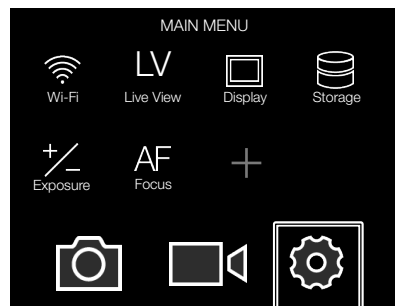 MAIN MENU
LV
Wi-Fi
Live View
Display
Storage
AF
Exposure
Focus